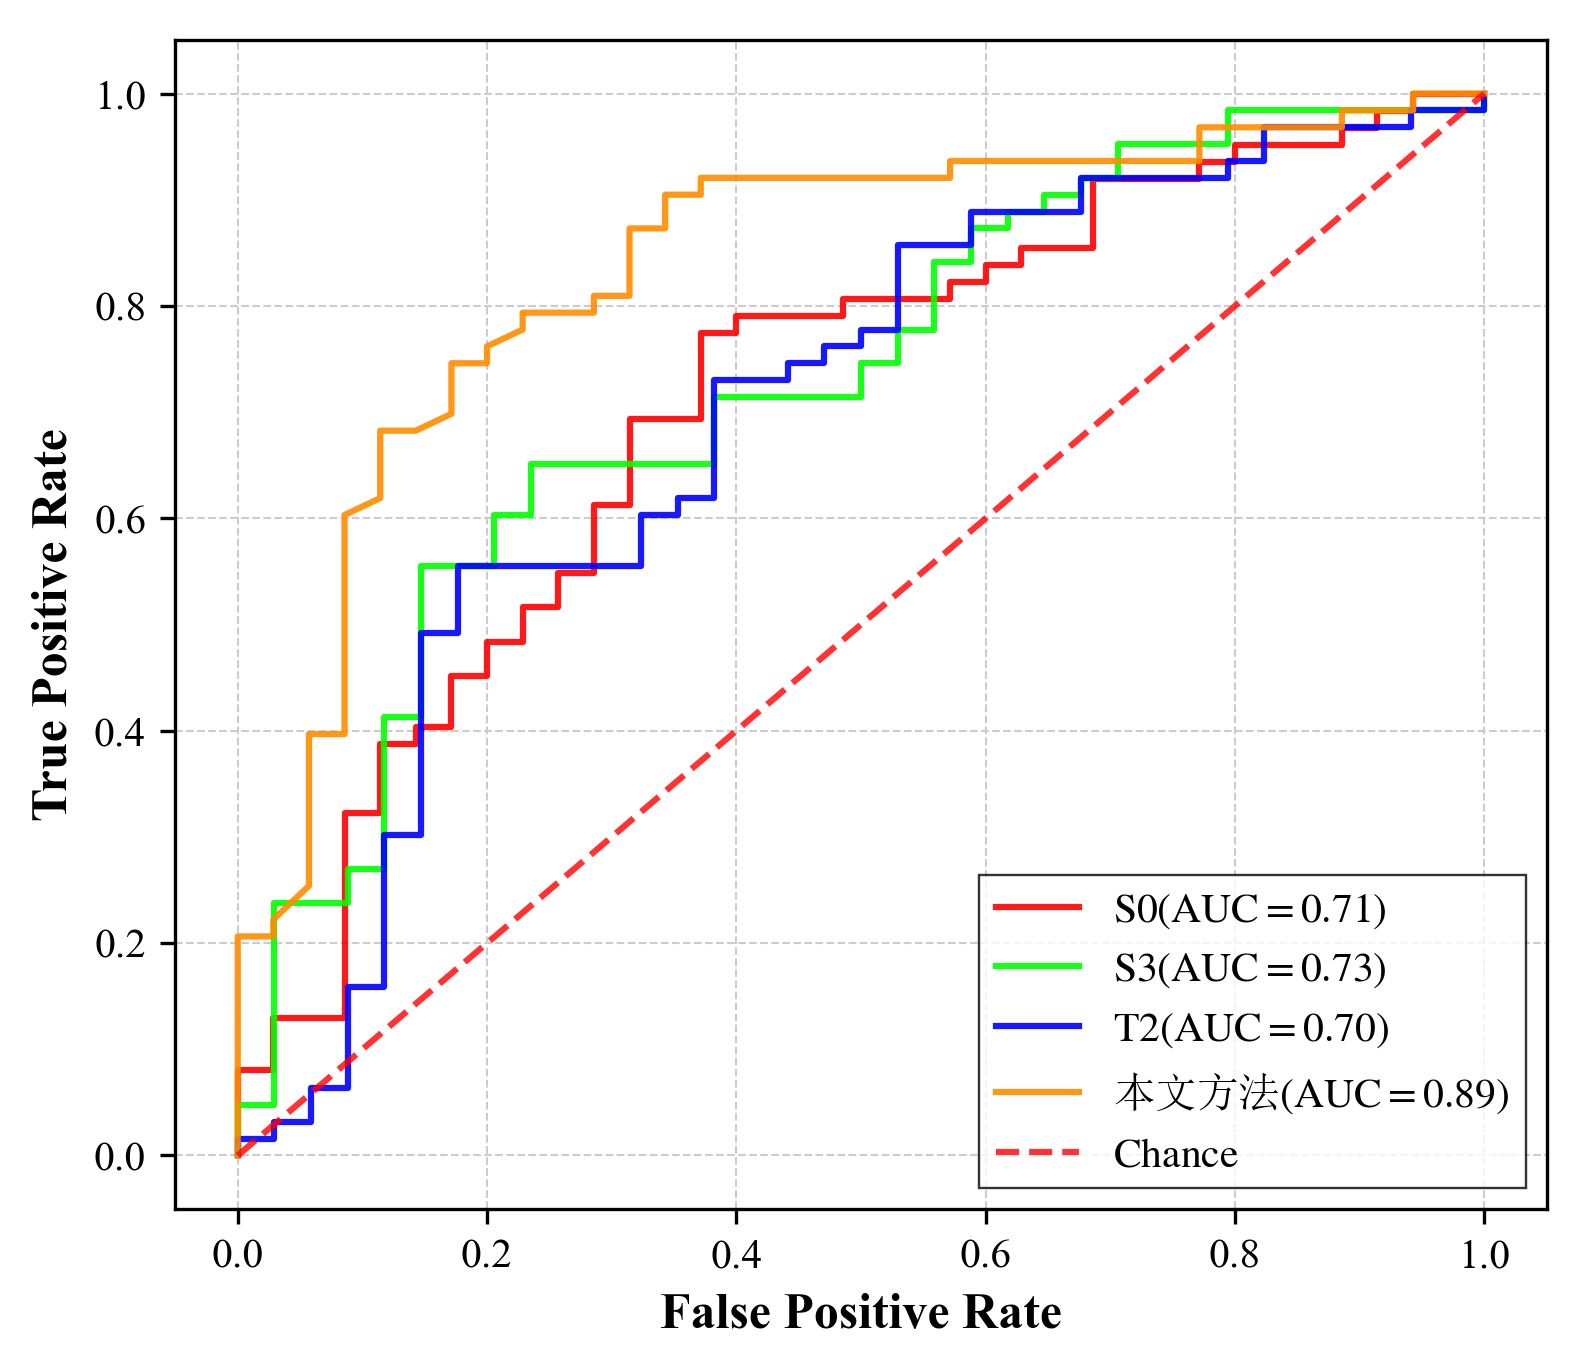 1.0
0.8
0.6
0.4
0.2
0.0
True Positive Rate
S0(AUC=0.71)
S3(AUC=0.73)
T2(AUC=0.70)
本文方法(AUC=0.89)
Chance
0.0 0.2 0.4 0.6 0.8 1.0
False Positive Rate